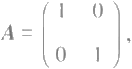 A = ( 1 0
0 1 ),